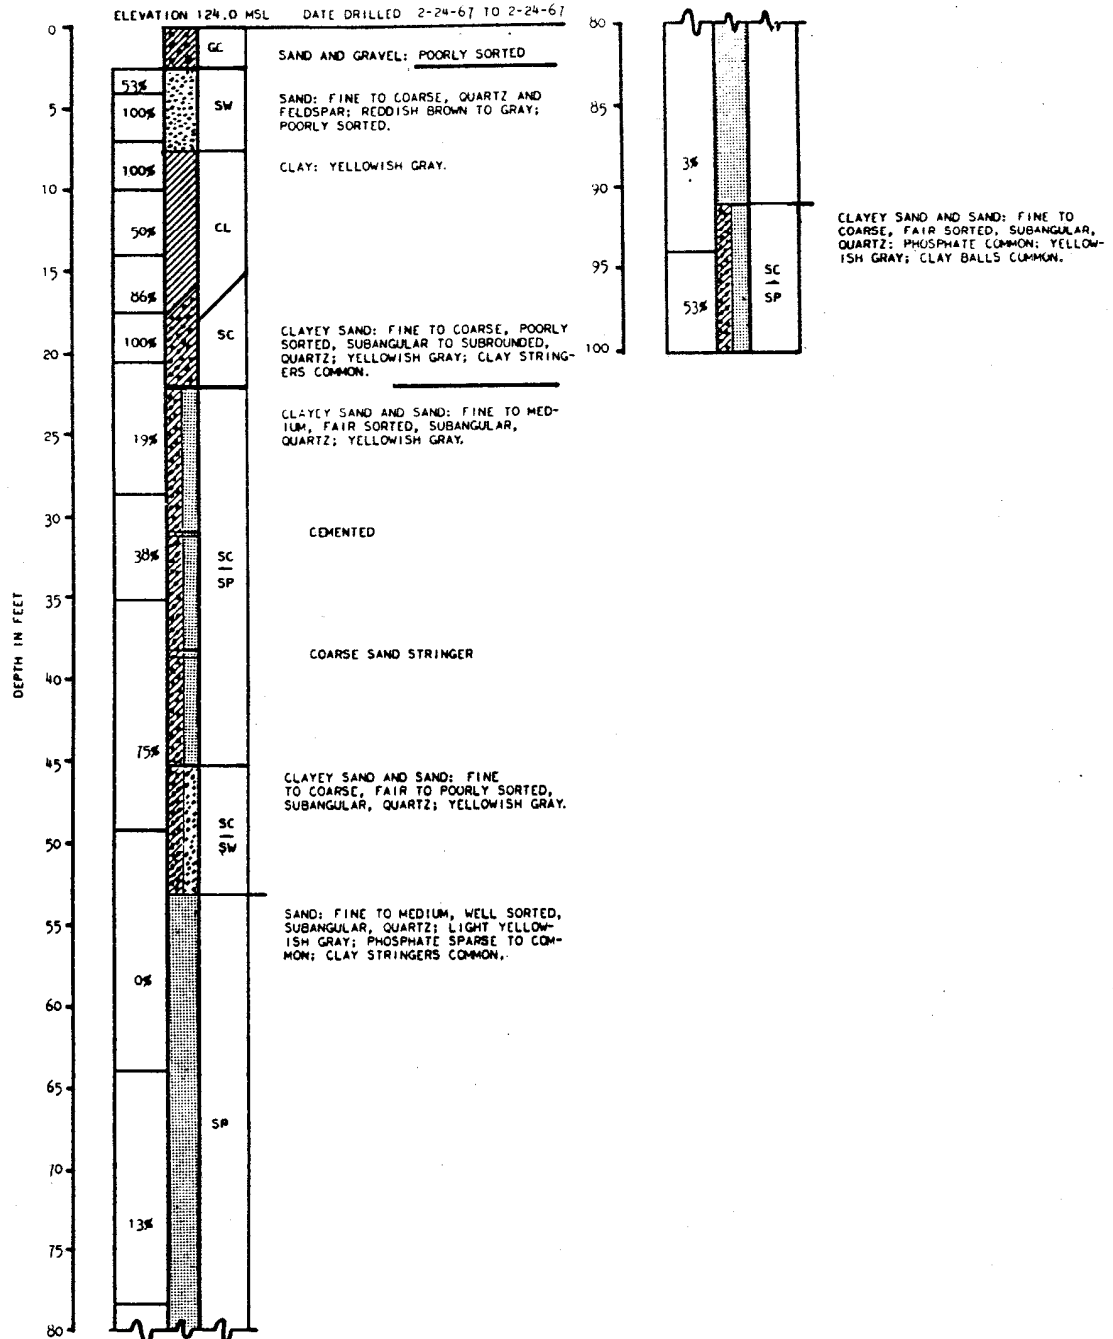 ELEVATION 124.0 MSL DATE DRILLED 2-24-67 TO 2-24-67
0
5
10
15
20
25
30
35
40
45
50
55
60
65
70
75
80
DEPTH IN FEET
53%
100%
100%
50%
86%
100%
19%
38%
75%
0%
13%
GC
SW
CL
SC
SC
SP
SC
SW
SP
SAND AND GRAVEL: POORLY SORTED
SAND: FINE TO COARSE, QUARTZ AND
FELDSPAR; REDDISH BROWN TO GRAY;
POORLY SORTED.
CLAY: YELLOWISH GRAY.
CLAYEY SAND: FINE TO COARSE, POORLY
SORTED, SUBANGULAR TO SUBROUNDED,
QUARTZ; YELLOWISH GRAY; CLAY STRING-
ERS COMMON.
CLAYEY SAND AND SAND: FINE TO MED-
IUM, FAIR SORTED, SUBANGULAR,
QUARTZ; YELLOWISH GRAY.
CEMENTED
COARSE SAND STRINGER
CLAYEY SAND AND SAND: FINE
TO COARSE, FAIR TO POORLY SORTED,
SUBANGULAR, QUARTZ; YELLOWISH GRAY.
SAND: FINE TO MEDIUM, WELL SORTED,
SUBANGULAR, QUARTZ; LIGHT YELLOW-
ISH GRAY; PHOSPHATE SPARSE TO COM-
MON; CLAY STRINGERS COMMON.
80
85
90
95
100
3%
53%
SC
SP
CLAYEY SAND AND SAND: FINE TO
COARSE, FAIR SORTED, SUBANGULAR,
QUARTZ: PHOSPHATE COMMON; YELLOW-
ISH GRAY; CLAY BALLS COMMON.